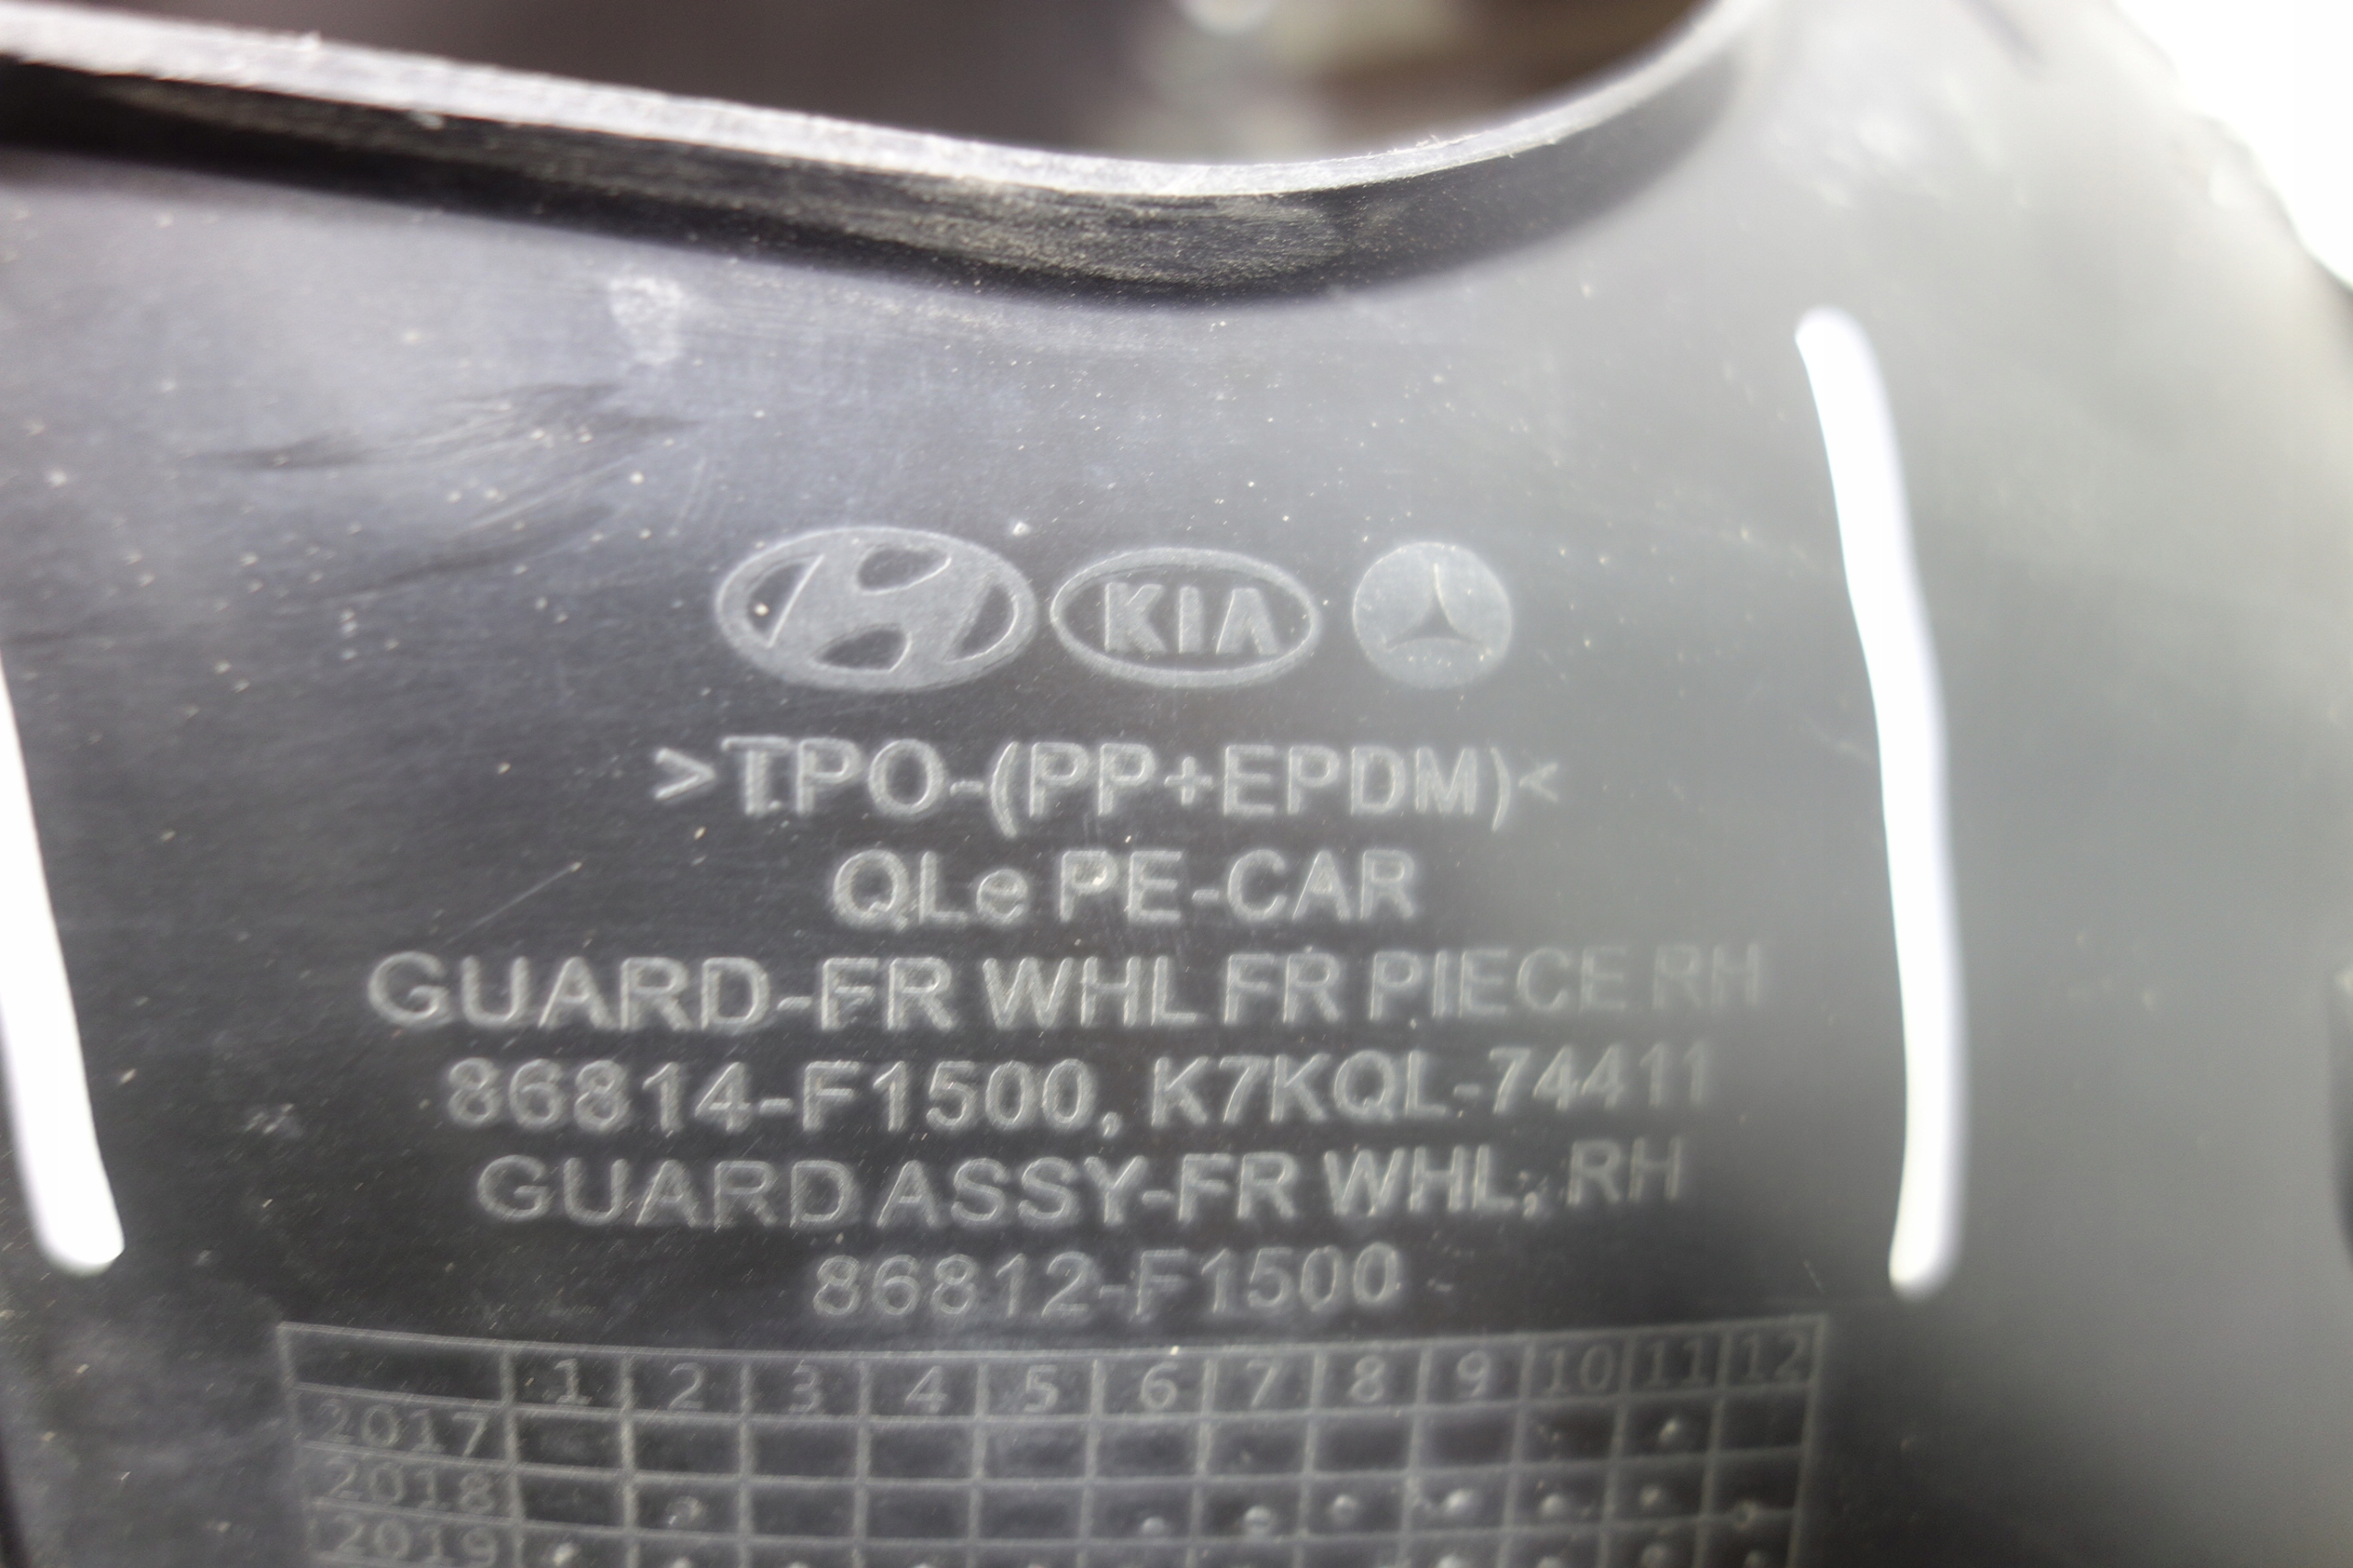 KIA
>TPO-(PP+EPDM)<
QLe PE-CAR
GUARD-FR WHL FR PIECE RH
86814-F1500, K7KQL-74411
GUARD ASSY-FR WHL, RH
86812-F1500
1 2 3 4 5 6 7 8 9 10 11 12
2017
2018
2019